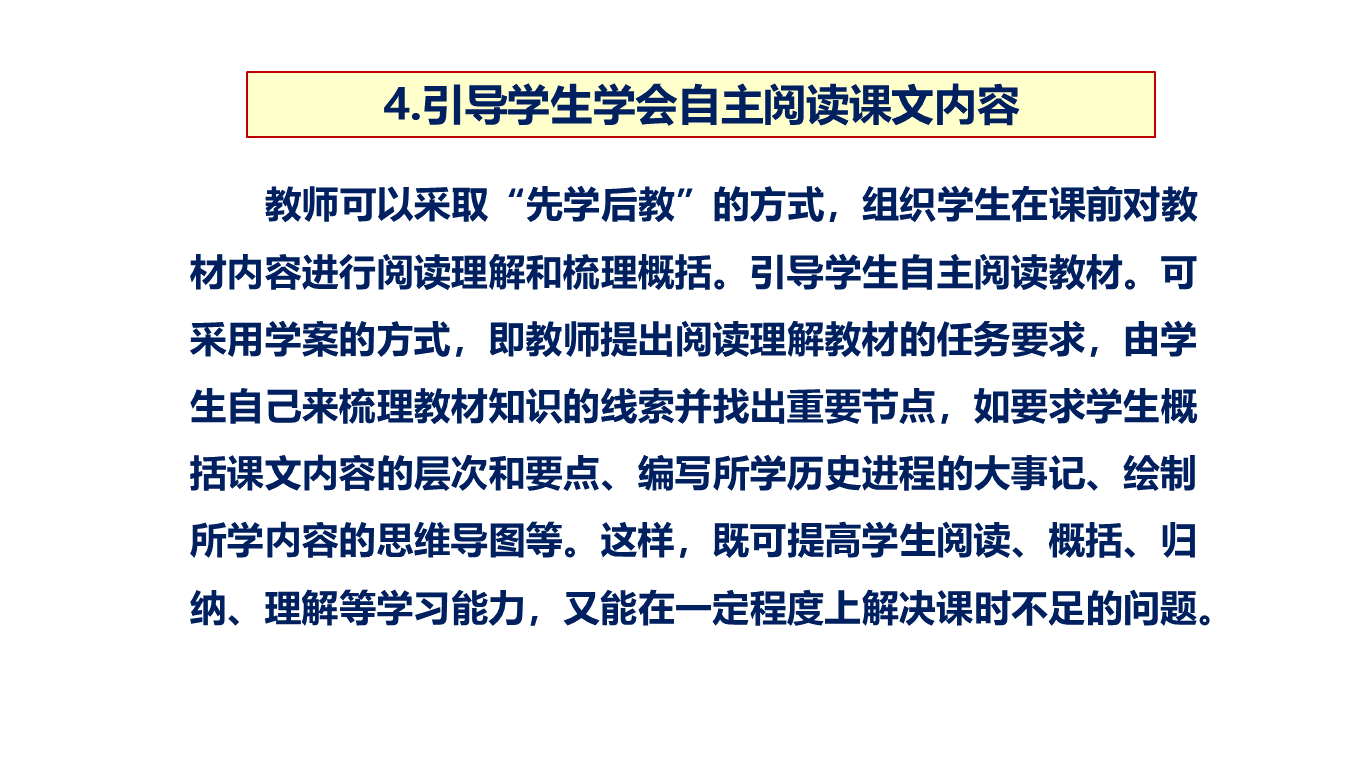 4.引导学生学会自主阅读课文内容
教师可以采取“先学后教”的方式，组织学生在课前对教
材内容进行阅读理解和梳理概括。引导学生自主阅读教材。可
采用学案的方式，即教师提出阅读理解教材的任务要求，由学
生自己来梳理教材知识的线索并找出重要节点，如要求学生概
括课文内容的层次和要点、编写所学历史进程的大事记、绘制
所学内容的思维导图等。这样，既可提高学生阅读、概括、归
纳、理解等学习能力，又能在一定程度上解决课时不足的问题。